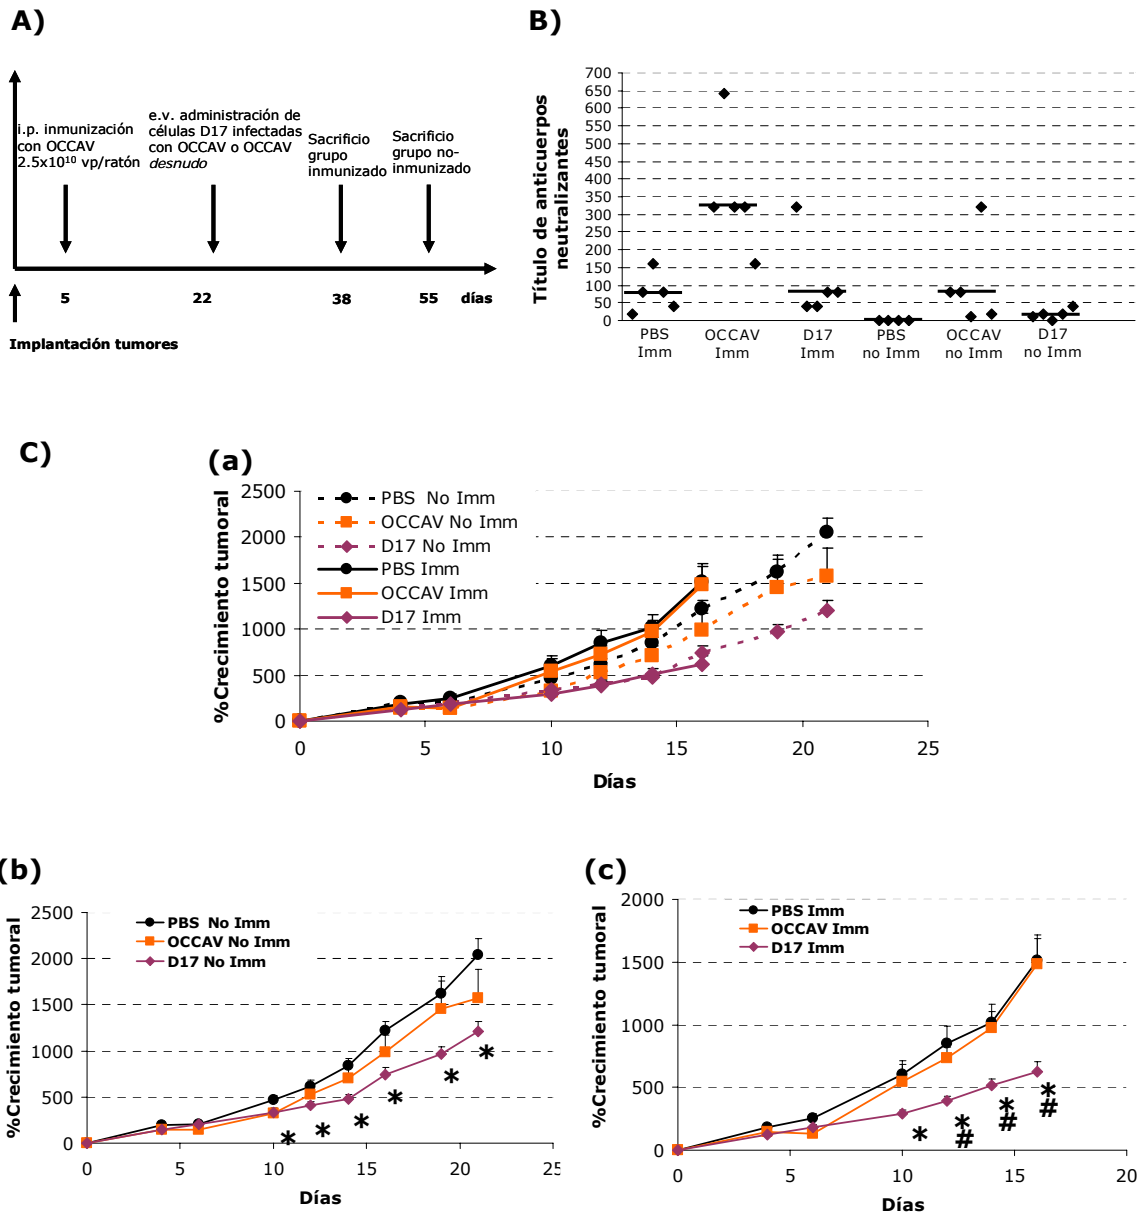 A)
i.p. inmunización
con OCCAV
2.5x10¹⁰ vp/ratón
e.v. administración de
células D17 infectadas
con OCCAV o OCCAV
desnudo
Sacrificio
grupo
inmunizado
Sacrificio
grupo no-
inmunizado
5 22 38 55 días
Implantación tumores
B)
Título de anticuerpos
neutralizantes
700
650
600
550
500
450
400
350
300
250
200
150
100
50
0
PBS
Imm
OCCAV
Imm
D17
Imm
PBS
no Imm
OCCAV
no Imm
D17
no Imm
C)
(a)
%Crecimiento tumoral
2500
2000
1500
1000
500
0
PBS No Imm
OCCAV No Imm
D17 No Imm
PBS Imm
OCCAV Imm
D17 Imm
0 5 10 15 20 25
Días
(b)
%Crecimiento tumoral
2500
2000
1500
1000
500
0
PBS No Imm
OCCAV No Imm
D17 No Imm
* * * * * *
0 5 10 15 20 25
Días
(c)
%Crecimiento tumoral
2000
1500
1000
500
0
PBS Imm
OCCAV Imm
D17 Imm
* * * *
# # #
0 5 10 15 20
Días